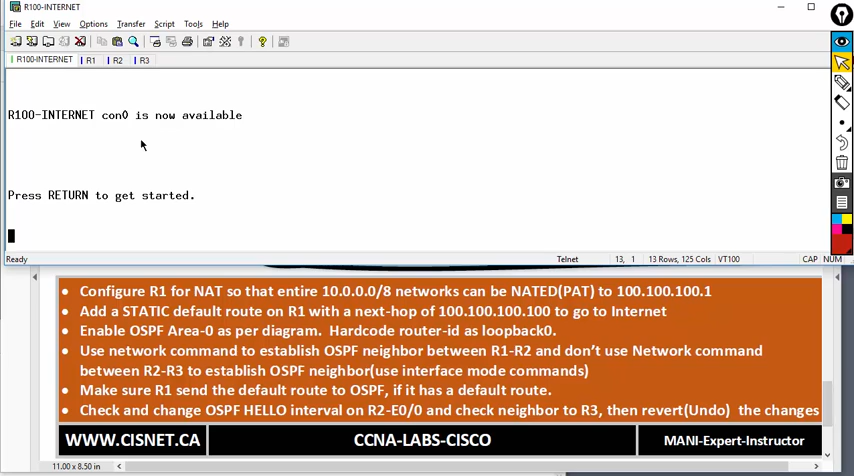 R100-INTERNET
File Edit View Options Transfer Script Tools Help
R100-INTERNET R1 R2 R3
R100-INTERNET con0 is now available
Press RETURN to get started.
Ready Telnet 13, 1 13 Rows, 125 Cols VT100 CAP NUM
• Configure R1 for NAT so that entire 10.0.0.0/8 networks can be NATED(PAT) to 100.100.100.1
• Add a STATIC default route on R1 with a next-hop of 100.100.100.100 to go to Internet
• Enable OSPF Area-0 as per diagram. Hardcode router-id as loopback0.
• Use network command to establish OSPF neighbor between R1-R2 and don't use Network command
between R2-R3 to establish OSPF neighbor(use interface mode commands)
• Make sure R1 send the default route to OSPF, if it has a default route.
• Check and change OSPF HELLO interval on R2-E0/0 and check neighbor to R3, then revert(Undo) the changes
WWW.CISNET.CA CCNA-LABS-CISCO MANI-Expert-Instructor
11.00 x 8.50 in